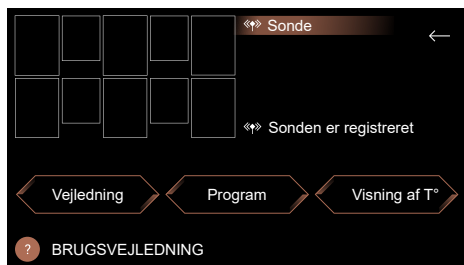 Sonde
Sonden er registreret
Vejledning
Program
Visning af T°
? BRUGSVEJLEDNING